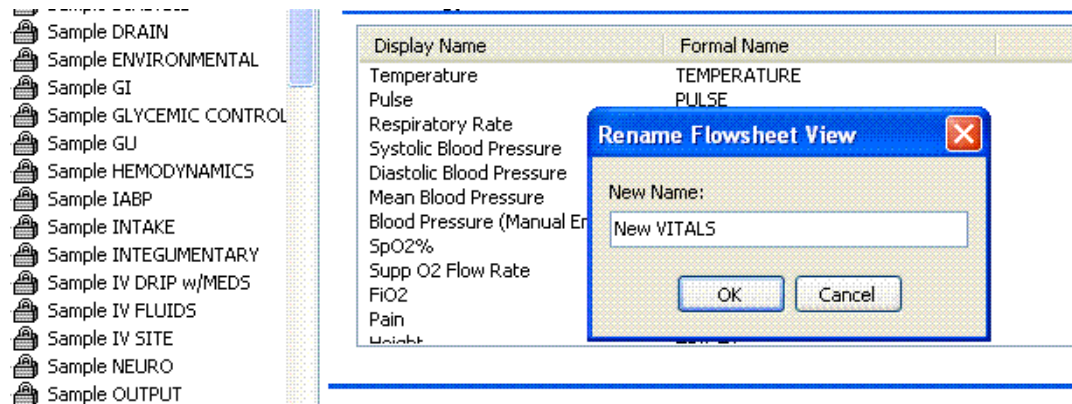 Sample DRAIN
Sample ENVIRONMENTAL
Sample GI
Sample GLYCEMIC CONTROL
Sample GU
Sample HEMODYNAMICS
Sample IABP
Sample INTAKE
Sample INTEGUMENTARY
Sample IV DRIP w/MEDS
Sample IV FLUIDS
Sample IV SITE
Sample NEURO
Sample OUTPUT
Display Name Formal Name
Temperature TEMPERATURE
Pulse PULSE
Respiratory Rate
Systolic Blood Pressure
Diastolic Blood Pressure
Mean Blood Pressure
Blood Pressure (Manual En
SpO2%
Supp O2 Flow Rate
FiO2
Pain
Height
Rename Flowsheet View
New Name:
New VITALS
OK Cancel